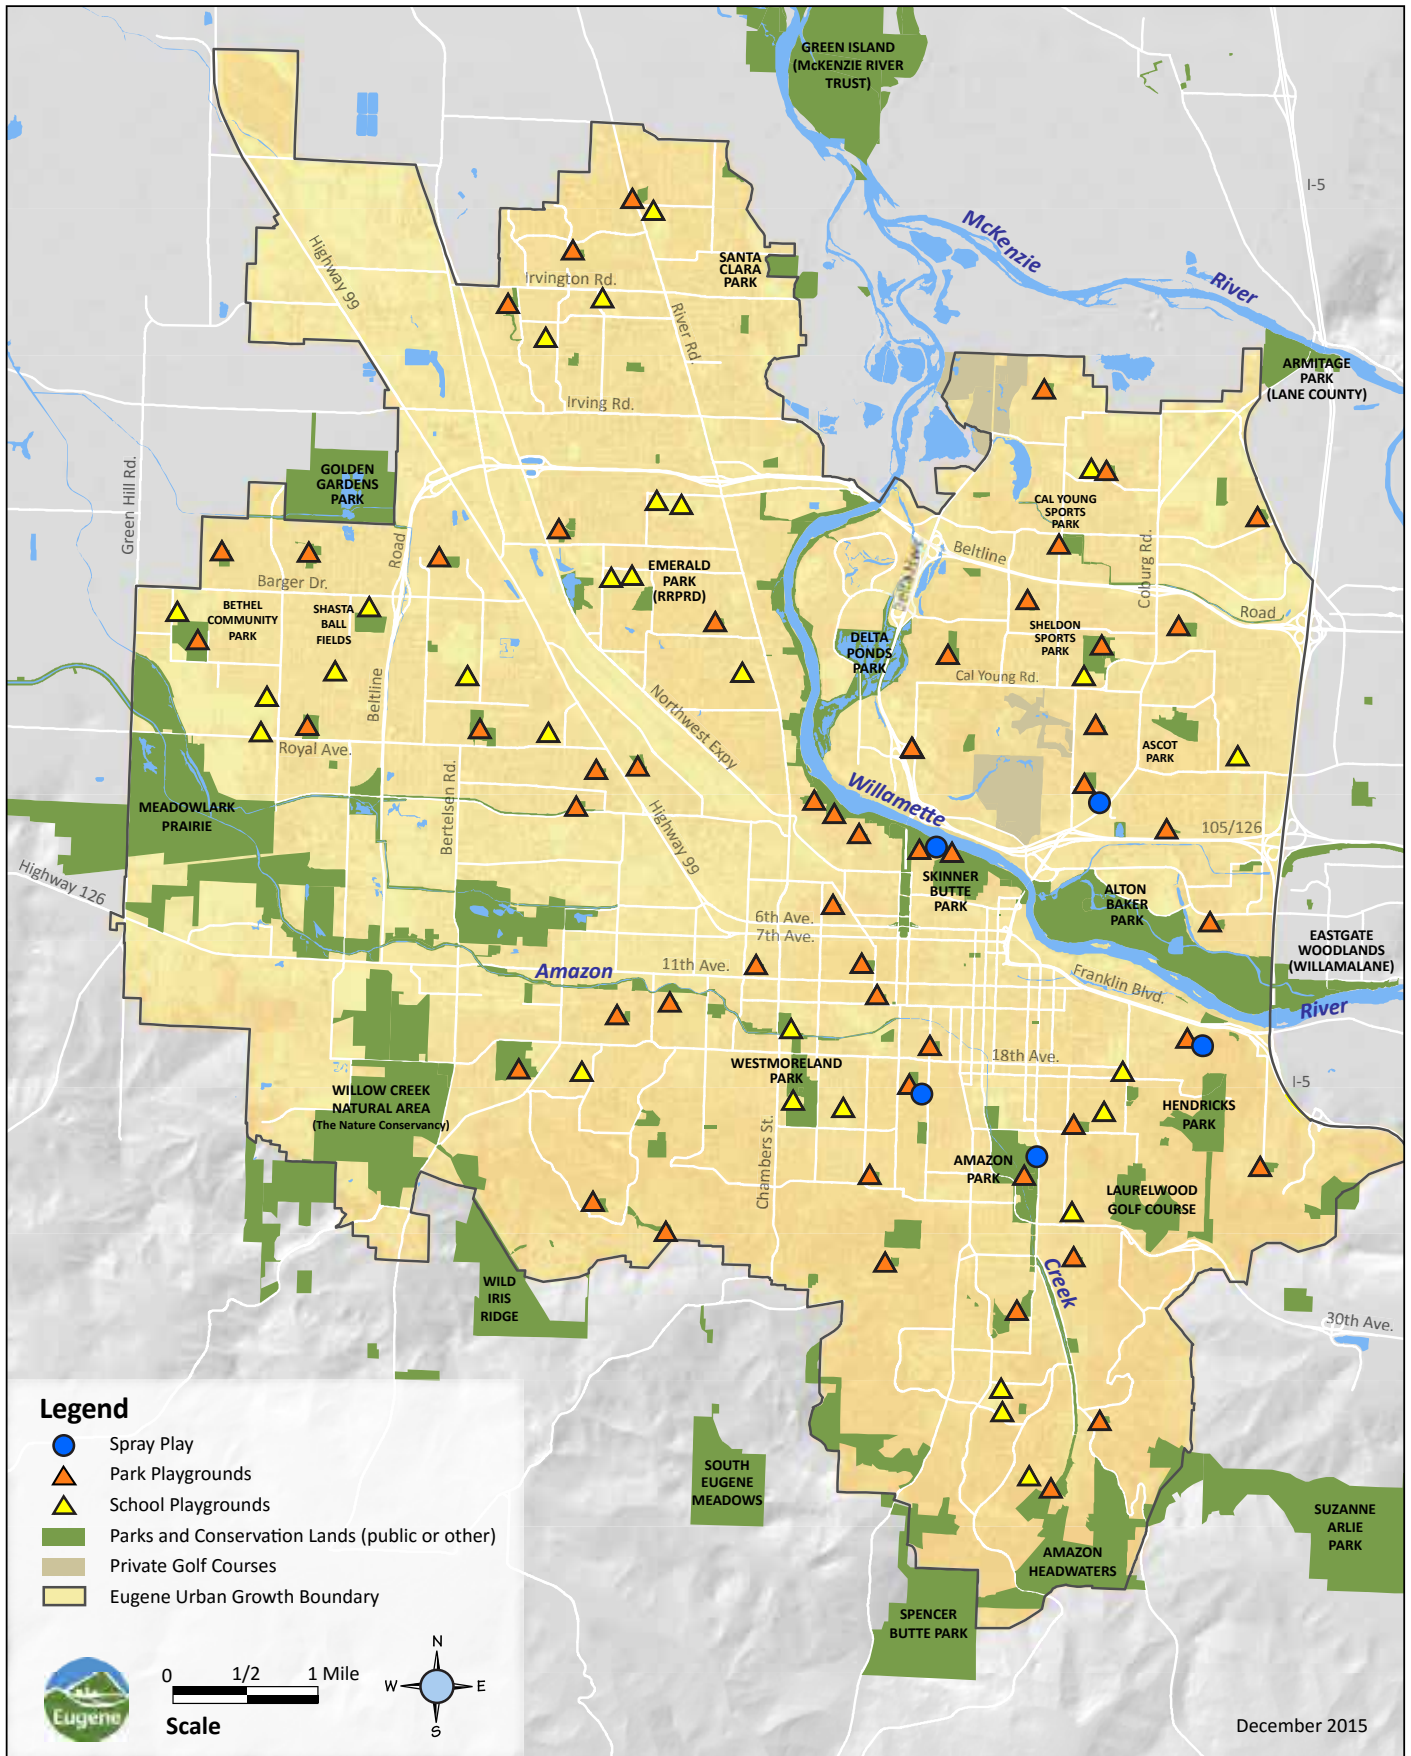 GREEN ISLAND
(McKENZIE RIVER
TRUST)
I-5
McKenzie
River
Highway 99
SANTA
CLARA
PARK
Irvington Rd.
River Rd.
ARMITAGE
PARK
(LANE COUNTY)
Irving Rd.
Green Hill Rd.
GOLDEN
GARDENS
PARK
CAL YOUNG
SPORTS
PARK
Road
Beltline
Coburg Rd.
Barger Dr.
EMERALD
PARK
(RRPRD)
BETHEL
COMMUNITY
PARK
SHASTA
BALL
FIELDS
Road
SHELDON
SPORTS
PARK
DELTA
PONDS
PARK
Cal Young Rd.
Beltline
Northwest Expy
Royal Ave.
ASCOT
PARK
Bertelsen Rd.
Willamette
MEADOWLARK
PRAIRIE
Highway 99
105/126
Highway 126
SKINNER
BUTTE
PARK
ALTON
BAKER
PARK
6th Ave.
7th Ave.
EASTGATE
WOODLANDS
(WILLAMALANE)
Amazon
11th Ave.
Franklin Blvd.
River
18th Ave.
WESTMORELAND
PARK
I-5
WILLOW CREEK
NATURAL AREA
(The Nature Conservancy)
HENDRICKS
PARK
Chambers St.
AMAZON
PARK
LAURELWOOD
GOLF COURSE
WILD
IRIS
RIDGE
Creek
30th Ave.
Legend
Spray Play
Park Playgrounds
School Playgrounds
Parks and Conservation Lands (public or other)
Private Golf Courses
Eugene Urban Growth Boundary
SOUTH
EUGENE
MEADOWS
SUZANNE
ARLIE
PARK
AMAZON
HEADWATERS
SPENCER
BUTTE PARK
Eugene
0 1/2 1 Mile
Scale
N
W E
S
December 2015